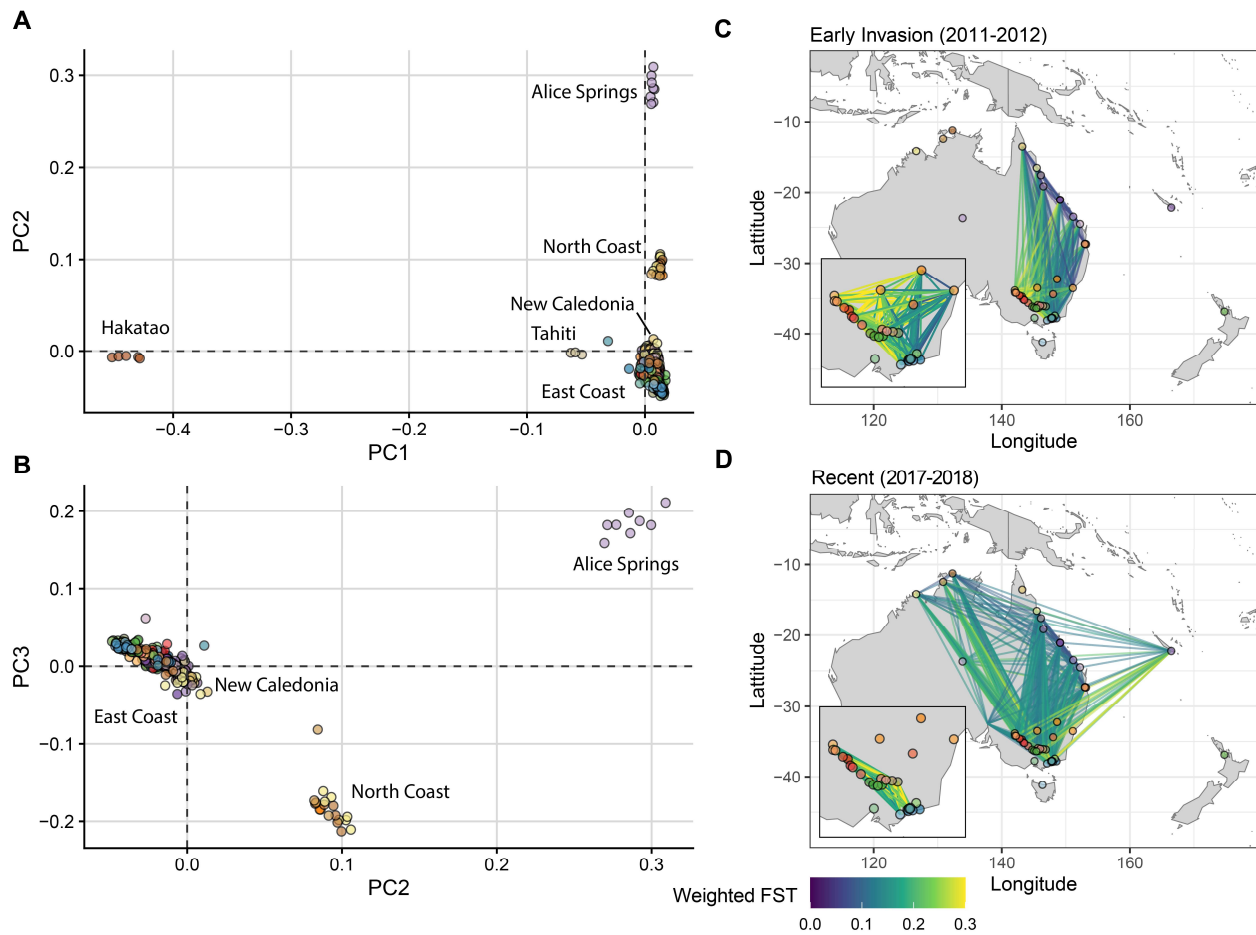 A
0.3
0.2
0.1
0.0
PC2
Alice Springs
North Coast
New Caledonia
Tahiti
Hakatao
East Coast
−0.4
−0.3
−0.2
−0.1
0.0
PC1
B
0.2
0.1
0.0
−0.1
−0.2
PC3
Alice Springs
New Caledonia
East Coast
North Coast
0.0
0.1
0.2
0.3
PC2
C
Early Invasion (2011-2012)
−10
−20
−30
−40
Lattitude
120
140
160
Longitude
D
Recent (2017-2018)
−10
−20
−30
−40
Lattitude
120
140
160
Longitude
Weighted FST
0.0
0.1
0.2
0.3